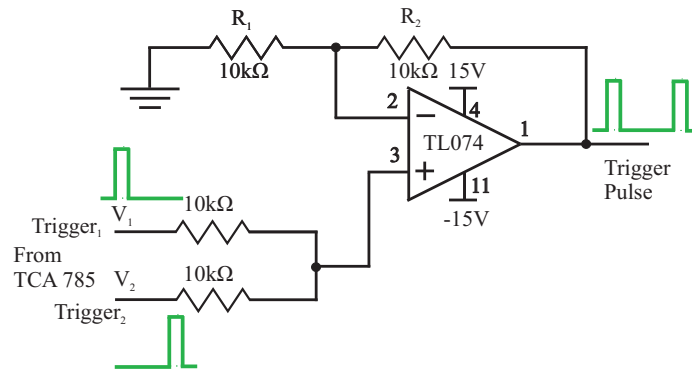 R₁
R₂
10kΩ
10kΩ
15V
2
4
TL074
1
3
11
-15V
Trigger
Pulse
V₁
10kΩ
Trigger₁
From
TCA 785
V₂
10kΩ
Trigger₂